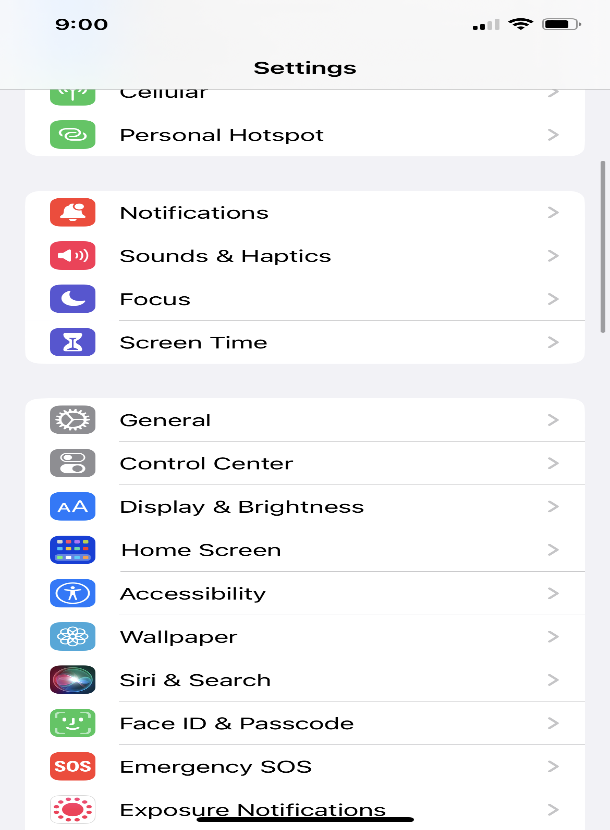 9:00
Settings
Cellular
Personal Hotspot
Notifications
Sounds & Haptics
Focus
Screen Time
General
Control Center
AA Display & Brightness
Home Screen
Accessibility
Wallpaper
Siri & Search
Face ID & Passcode
SOS Emergency SOS
Exposure Notifications